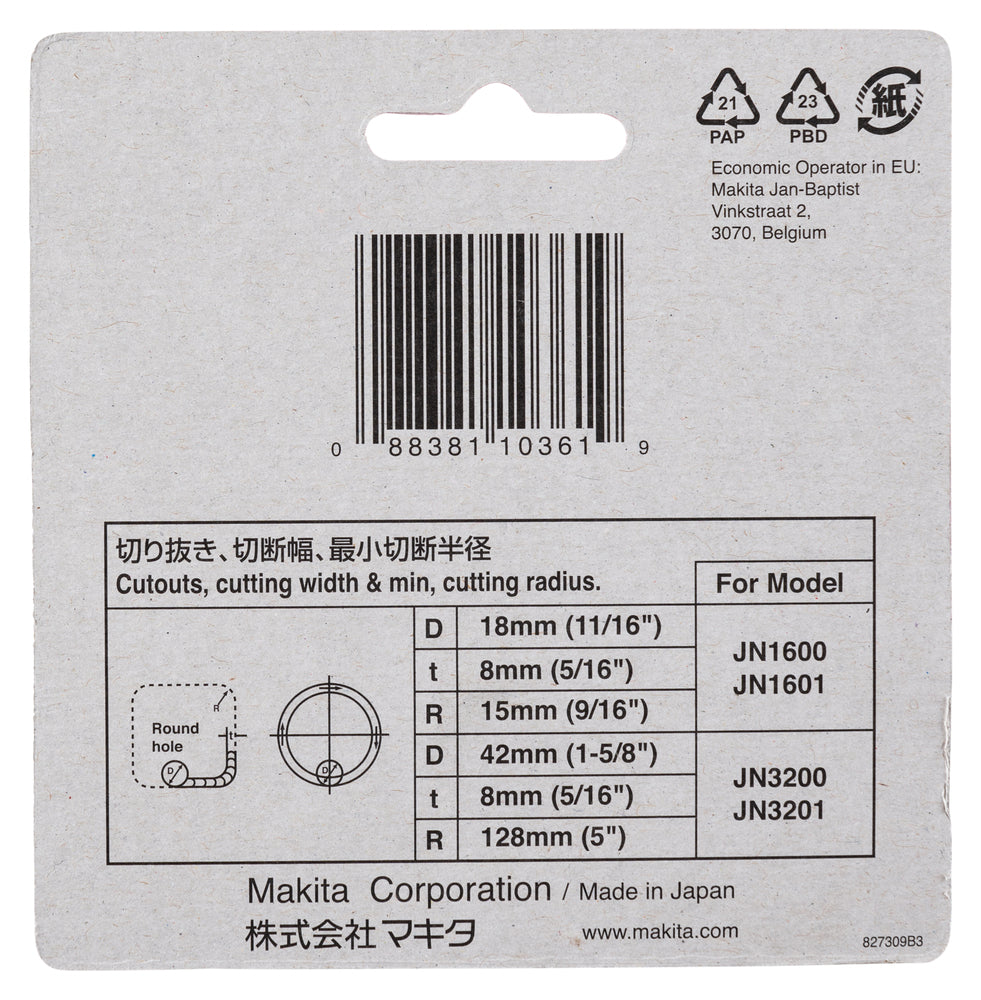 21 23 紙
PAP PBD
Economic Operator in EU:
Makita Jan-Baptist
Vinkstraat 2,
3070, Belgium
0 88381 10361 9
切り抜き、切断幅、最小切断半径
Cutouts, cutting width & min, cutting radius.
For Model
D 18mm (11/16")
t 8mm (5/16")
R 15mm (9/16")
JN1600
JN1601
D 42mm (1-5/8")
t 8mm (5/16")
R 128mm (5")
JN3200
JN3201
R
Round
hole
t
D
D
Makita Corporation / Made in Japan
株式会社マキタ www.makita.com
827309B3